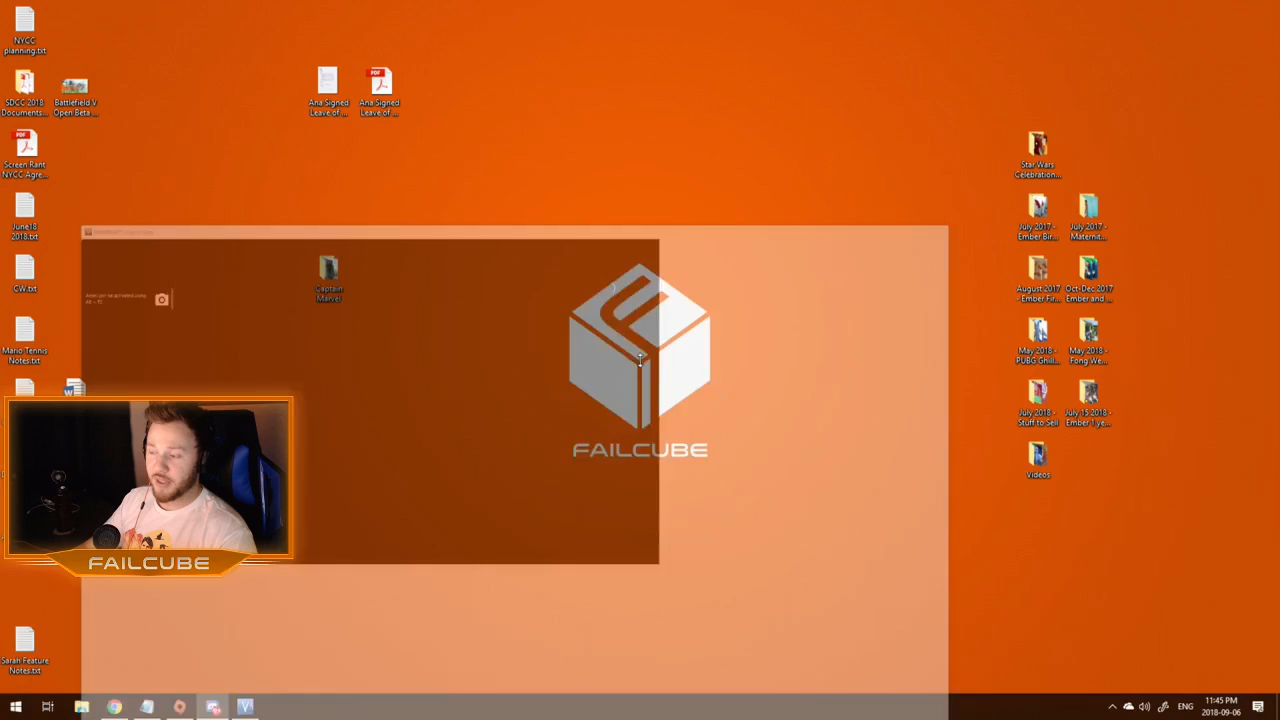 NYCC
planning.txt
SDCC 2018
Documents...
Battlefield V
Open Beta ...
Ana Signed
Leave of ...
PDF
Ana Signed
Leave of ...
PDF
Screen Rant
NYCC Agre...
Star Wars
Celebration...
June18
2018.txt
July 2017 -
Ember Bir...
July 2017 -
Maternit...
CW.txt
Captain
Marvel
August 2017
- Ember Fir...
Oct-Dec 2017
Ember and ...
Mario Tennis
Notes.txt
May 2018 -
PUBG Ghill...
May 2018 -
Fong We...
July 2018 -
Stuff to Sell
July 15 2018 -
Ember 1 ye...
FAILCUBE
Videos
FAILCUBE
Saran Feature
Notes.txt
ENG
11:45 PM
2018-09-06